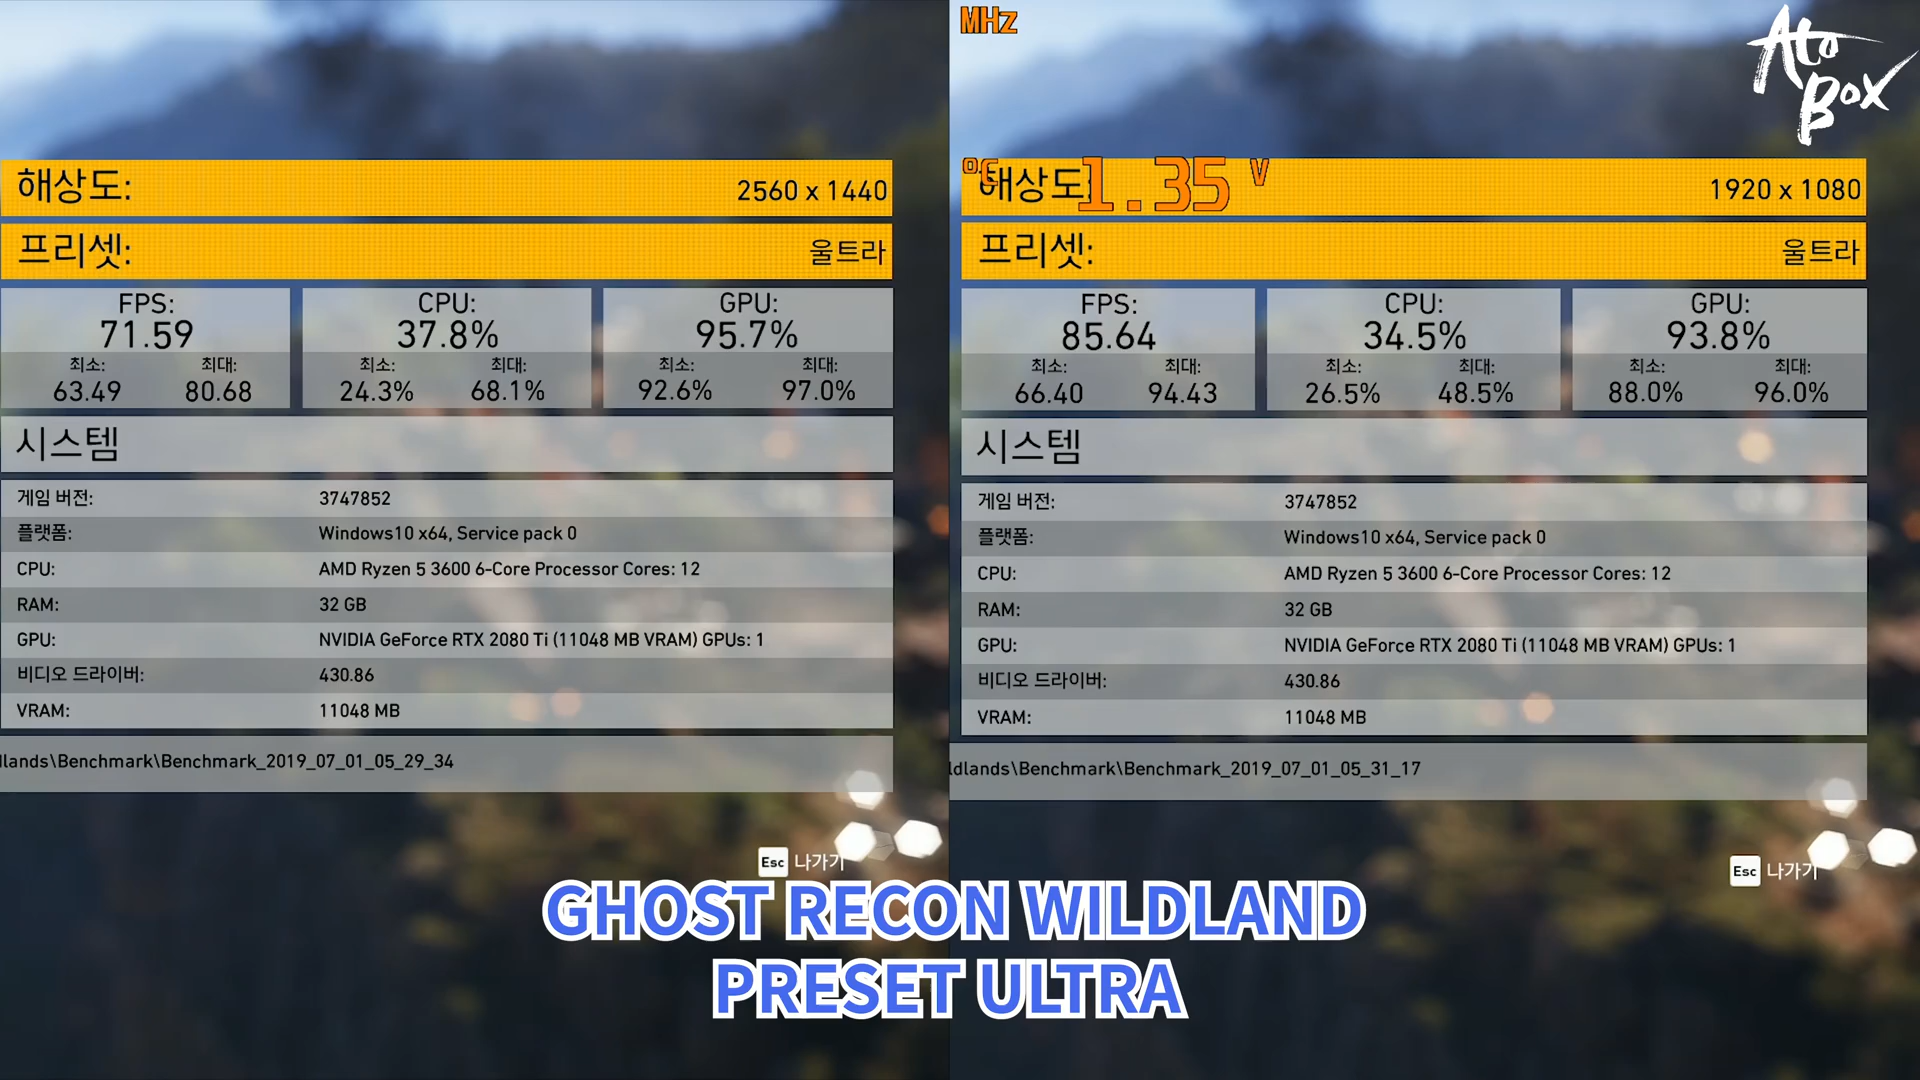 해상도:
2560 x 1440
프리셋:
울트라
FPS:
71.59
최소:
최대:
63.49
80.68
CPU:
37.8%
최소:
최대:
24.3%
68.1%
GPU:
95.7%
최소:
최대:
92.6%
97.0%
시스템
게임 버전:
3747852
플랫폼:
Windows10 x64, Service pack 0
CPU:
AMD Ryzen 5 3600 6-Core Processor Cores: 12
RAM:
32 GB
GPU:
NVIDIA GeForce RTX 2080 Ti (11048 MB VRAM) GPUs: 1
비디오 드라이버:
430.86
VRAM:
11048 MB
lands\Benchmark\Benchmark_2019_07_01_05_29_34
Esc 나가기
MHz
Ato
Box
°C
1.35 V
해상도:
1920 x 1080
프리셋:
울트라
FPS:
85.64
최소:
최대:
66.40
94.43
CPU:
34.5%
최소:
최대:
26.5%
48.5%
GPU:
93.8%
최소:
최대:
88.0%
96.0%
시스템
게임 버전:
3747852
플랫폼:
Windows10 x64, Service pack 0
CPU:
AMD Ryzen 5 3600 6-Core Processor Cores: 12
RAM:
32 GB
GPU:
NVIDIA GeForce RTX 2080 Ti (11048 MB VRAM) GPUs: 1
비디오 드라이버:
430.86
VRAM:
11048 MB
ldlands\Benchmark\Benchmark_2019_07_01_05_31_17
Esc 나가기
GHOST RECON WILDLAND
PRESET ULTRA